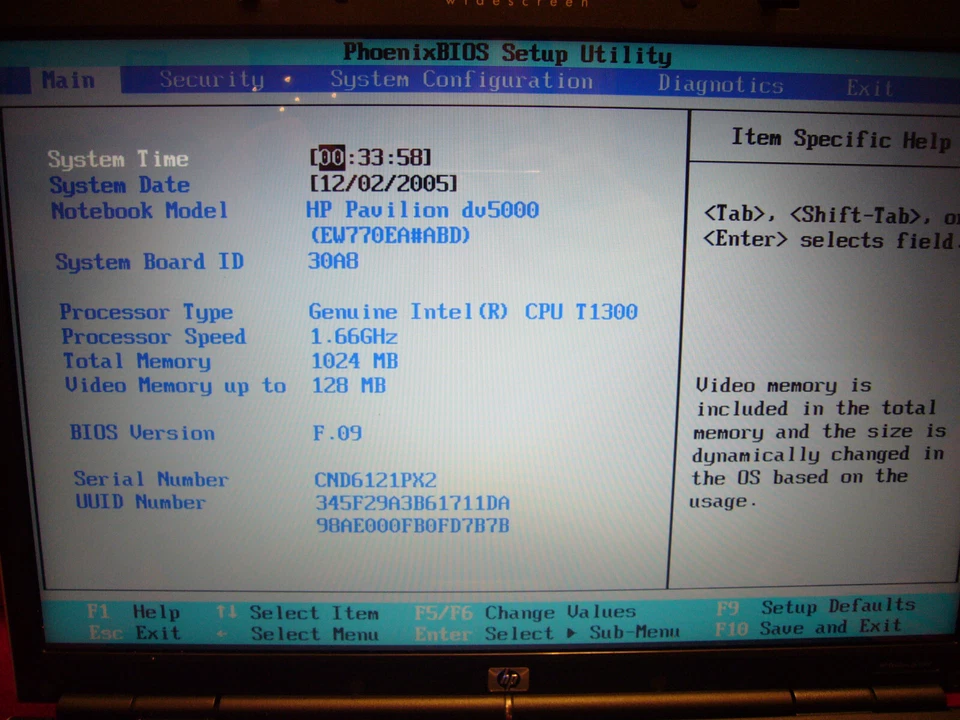 widescreen
PhoenixBIOS Setup Utility
Main Security System Configuration Diagnostics Exit
System Time [00:33:58]
System Date [12/02/2005]
Notebook Model HP Pavilion dv5000
(EW770EA#ABD)
System Board ID 30A8
Processor Type Genuine Intel(R) CPU T1300
Processor Speed 1.66GHz
Total Memory 1024 MB
Video Memory up to 128 MB
BIOS Version F.09
Serial Number CND6121PX2
UUID Number 345F29A3B61711DA
98AE000FB0FD7B7B
Item Specific Help
<Tab>, <Shift-Tab>, or
<Enter> selects field.
Video memory is
included in the total
memory and the size is
dynamically changed in
the OS based on the
usage.
F1 Help ↑↓ Select Item F5/F6 Change Values F9 Setup Defaults
Esc Exit ← Select Menu Enter Select ▶ Sub-Menu F10 Save and Exit
hp